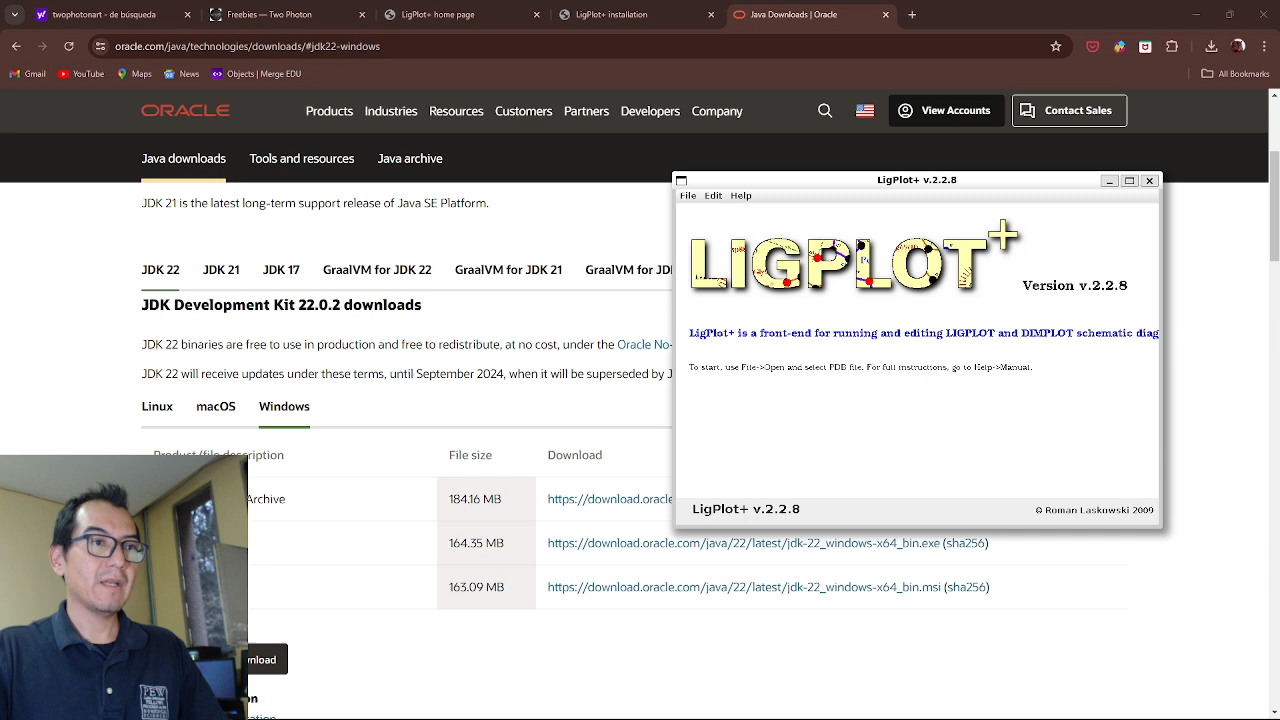 twophotonart - de búsqueda
Freebies — Two Photon
LigPlot+ home page
LigPlot+ installation
Java Downloads | Oracle
oracle.com/java/technologies/downloads/#jdk22-windows
Gmail
YouTube
Maps
News
Objects | Merge EDU
All Bookmarks
ORACLE
Products
Industries
Resources
Customers
Partners
Developers
Company
View Accounts
Contact Sales
Java downloads
Tools and resources
Java archive
JDK 21 is the latest long-term support release of Java SE Platform.
JDK 22
JDK 21
JDK 17
GraalVM for JDK 22
GraalVM for JDK 21
GraalVM for JD
JDK Development Kit 22.0.2 downloads
JDK 22 binaries are free to use in production and free to redistribute, at no cost, under the Oracle No-
JDK 22 will receive updates under these terms, until September 2024, when it will be superseded by J
Linux
macOS
Windows
Product/file description
File size
Download
Archive
184.16 MB
https://download.oracle
164.35 MB
https://download.oracle.com/java/22/latest/jdk-22_windows-x64_bin.exe (sha256)
163.09 MB
https://download.oracle.com/java/22/latest/jdk-22_windows-x64_bin.msi (sha256)
LigPlot+ v.2.2.8
File Edit Help
LIGPLOT+
Version v.2.2.8
LigPlot+ is a front-end for running and editing LIGPLOT and DIMPLOT schematic diag
To start, use File->Open and select PDB file. For full instructions, go to Help->Manual.
LigPlot+ v.2.2.8
© Roman Laskowski 2009
PEW